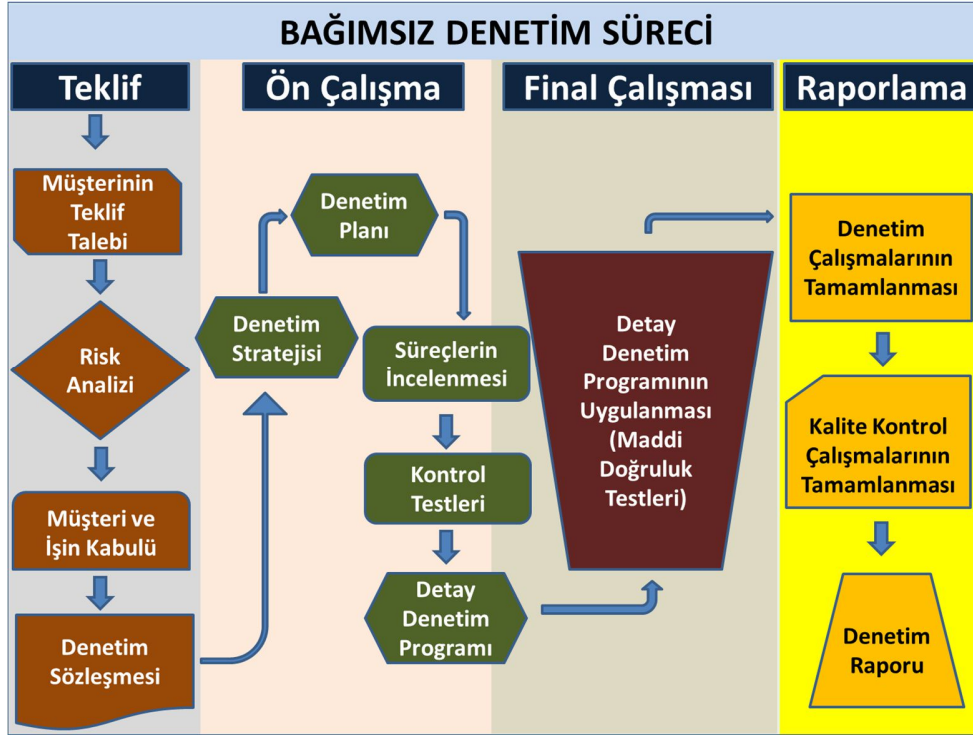 BAĞIMSIZ DENETİM SÜRECİ
Teklif
Müşterinin
Teklif
Talebi
Risk
Analizi
Müşteri ve
İşin Kabulü
Denetim
Sözleşmesi
Ön Çalışma
Denetim
Stratejisi
Denetim
Planı
Süreçlerin
İncelenmesi
Kontrol
Testleri
Detay
Denetim
Programı
Final Çalışması
Detay
Denetim
Programının
Uygulanması
(Maddi
Doğruluk
Testleri)
Raporlama
Denetim
Çalışmalarının
Tamamlanması
Kalite Kontrol
Çalışmalarının
Tamamlanması
Denetim
Raporu